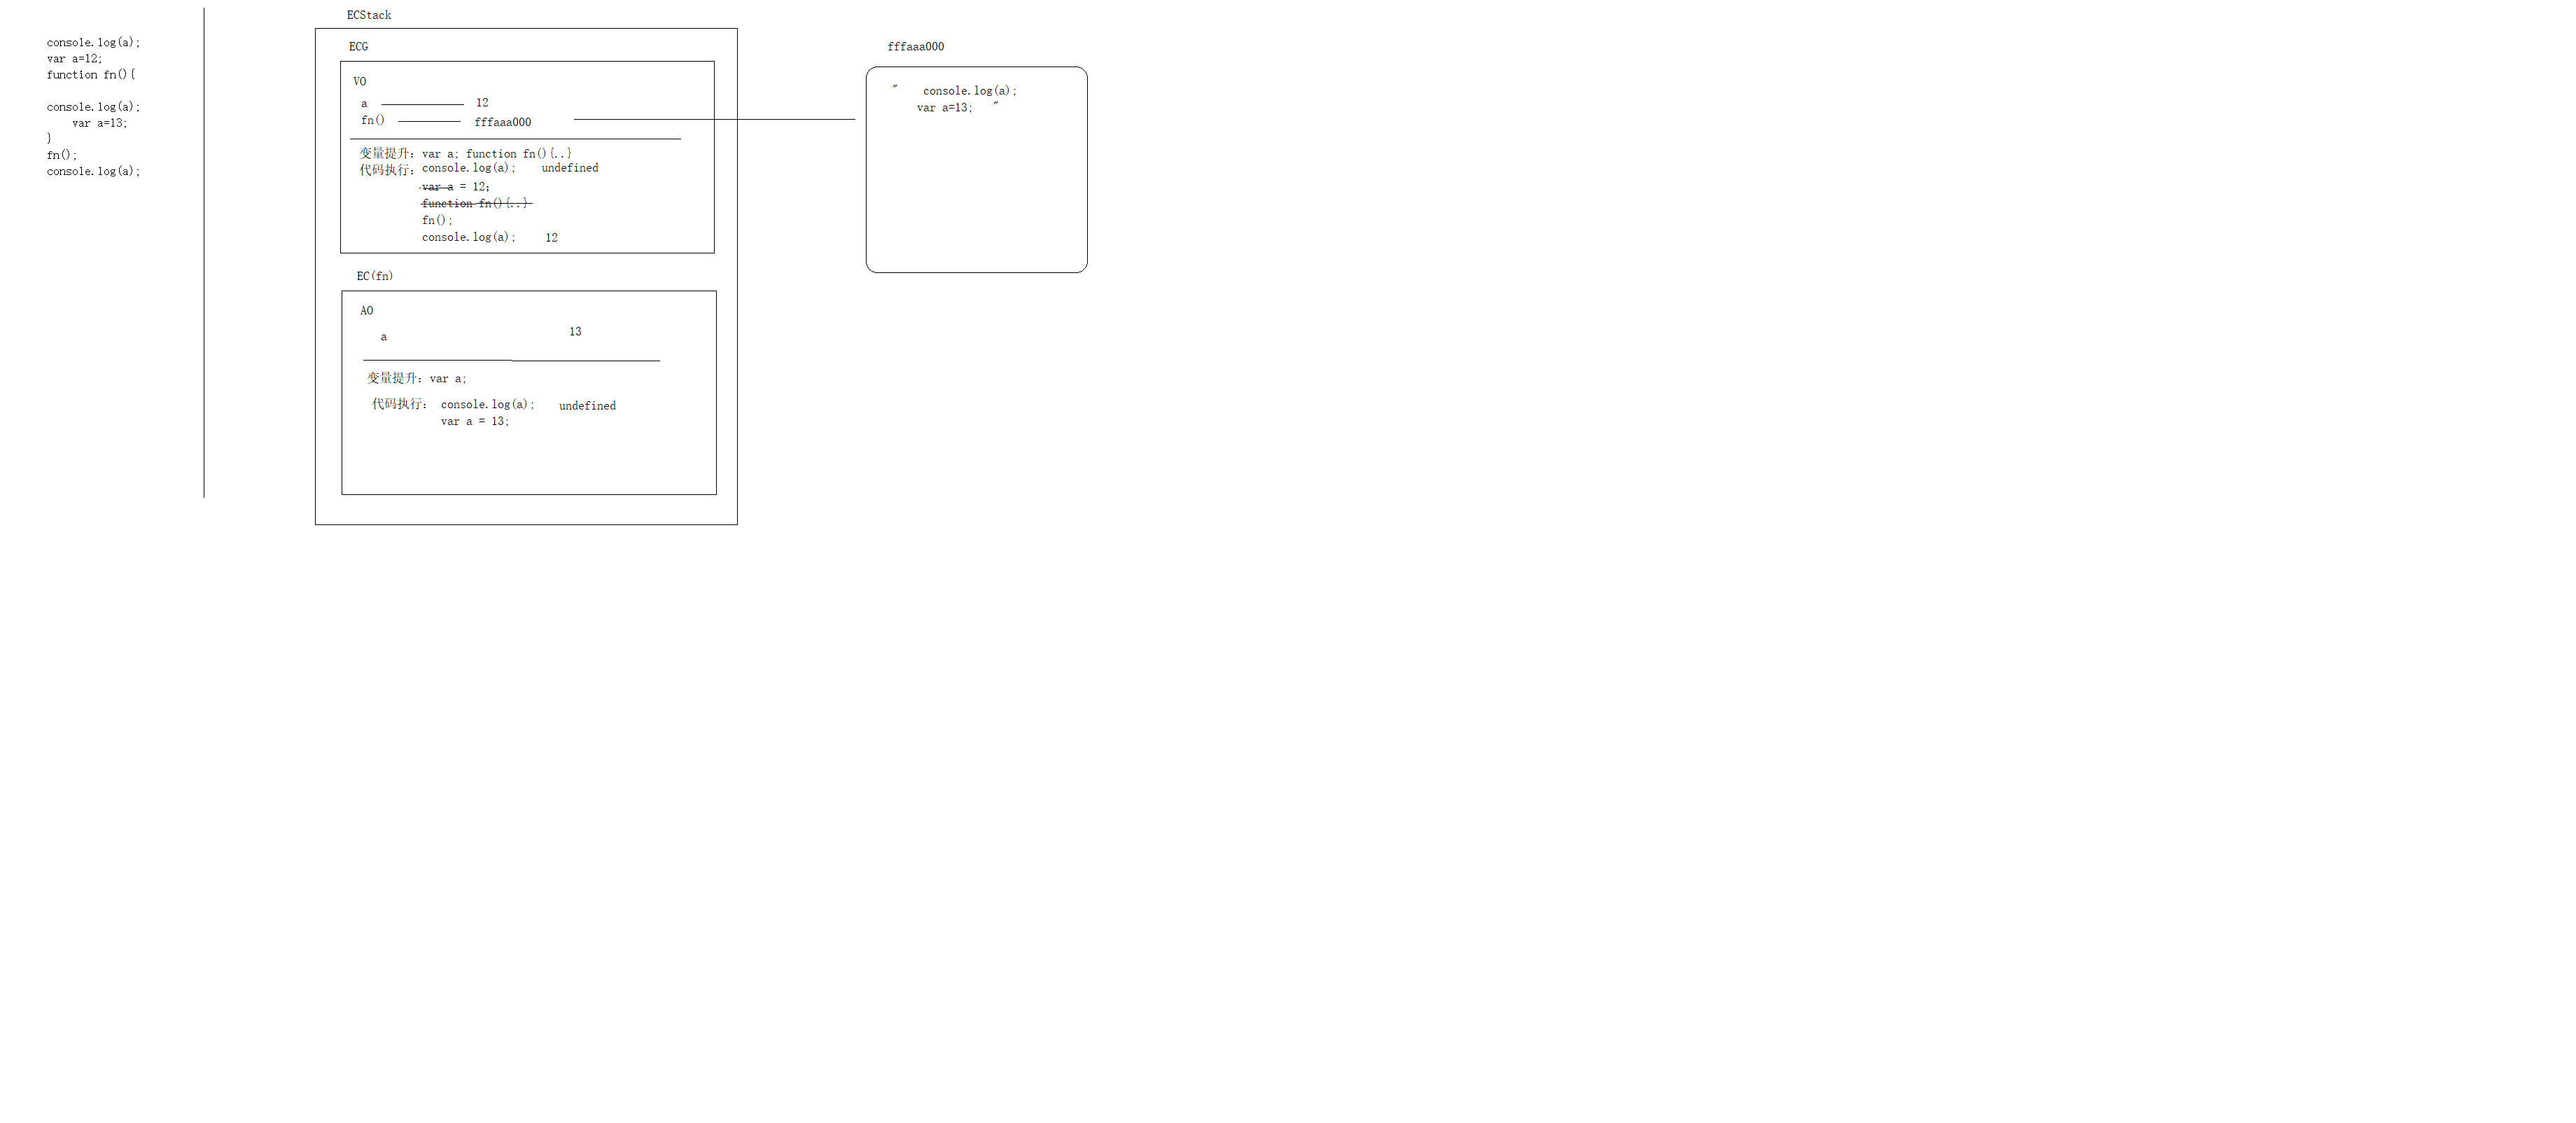 console.log(a);
var a=12;
function fn(){
console.log(a);
var a=13;
}
fn();
console.log(a);
ECStack
ECG
VO
a 12
fn() fffaaa000
变量提升: var a; function fn(){..}
代码执行: console.log(a); undefined
var a = 12;
function fn(){..}
fn();
console.log(a); 12
EC(fn)
AO
a 13
变量提升: var a;
代码执行: console.log(a); undefined
var a = 13;
fffaaa000
" console.log(a);
var a=13; "